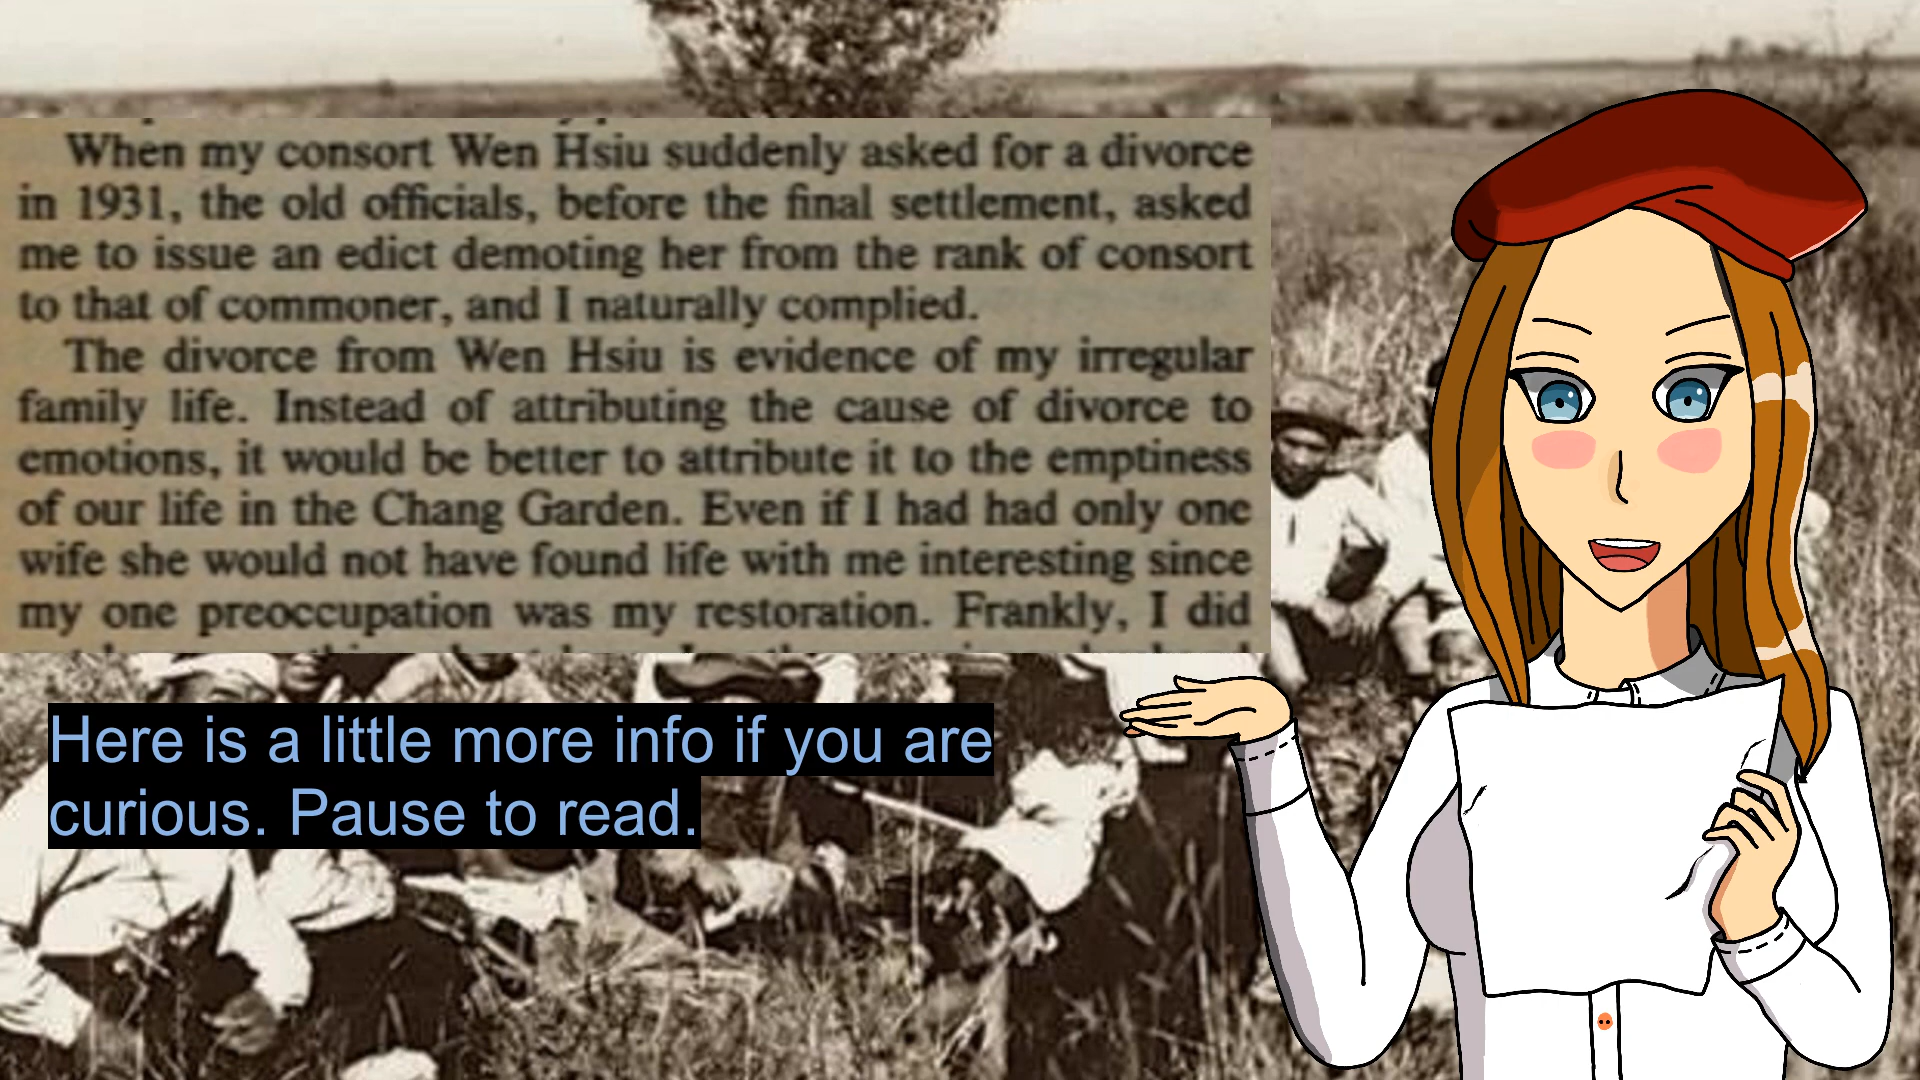 When my consort Wen Hsiu suddenly asked for a divorce
in 1931, the old officials, before the final settlement, asked
me to issue an edict demoting her from the rank of consort
to that of commoner, and I naturally complied.
The divorce from Wen Hsiu is evidence of my irregular
family life. Instead of attributing the cause of divorce to
emotions, it would be better to attribute it to the emptiness
of our life in the Chang Garden. Even if I had had only one
wife she would not have found life with me interesting since
my one preoccupation was my restoration. Frankly, I did
Here is a little more info if you are
curious. Pause to read.